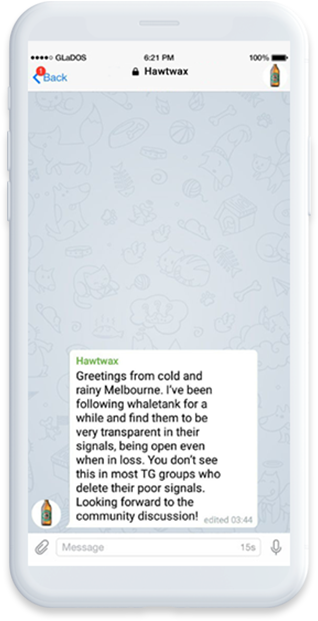 GLaDOS 6:21 PM 100%
1
Back Hawtwax
Hawtwax
Greetings from cold and
rainy Melbourne. I've been
following whaletank for a
while and find them to be
very transparent in their
signals, being open even
when in loss. You don't see
this in most TG groups who
delete their poor signals.
Looking forward to the
community discussion! edited 03:44
Message 15s